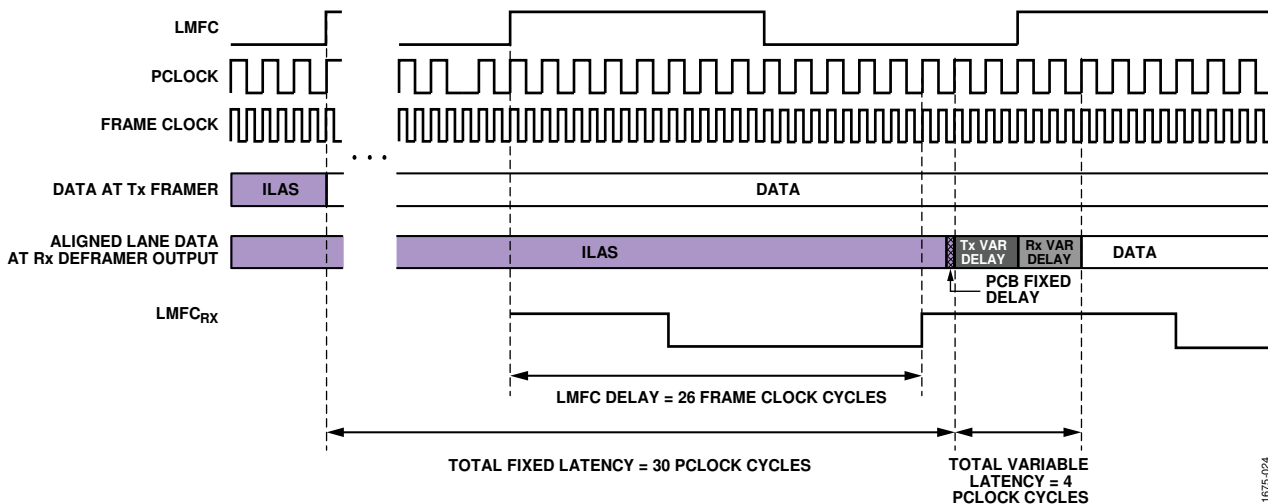 LMFC
PCLOCK
FRAME CLOCK
DATA AT Tx FRAMER
ILAS
DATA
ALIGNED LANE DATA
AT Rx DEFRAMER OUTPUT
ILAS
Tx VAR
DELAY
Rx VAR
DELAY
DATA
PCB FIXED
DELAY
LMFCRX
LMFC DELAY = 26 FRAME CLOCK CYCLES
TOTAL FIXED LATENCY = 30 PCLOCK CYCLES
TOTAL VARIABLE
LATENCY = 4
PCLOCK CYCLES
1675-024